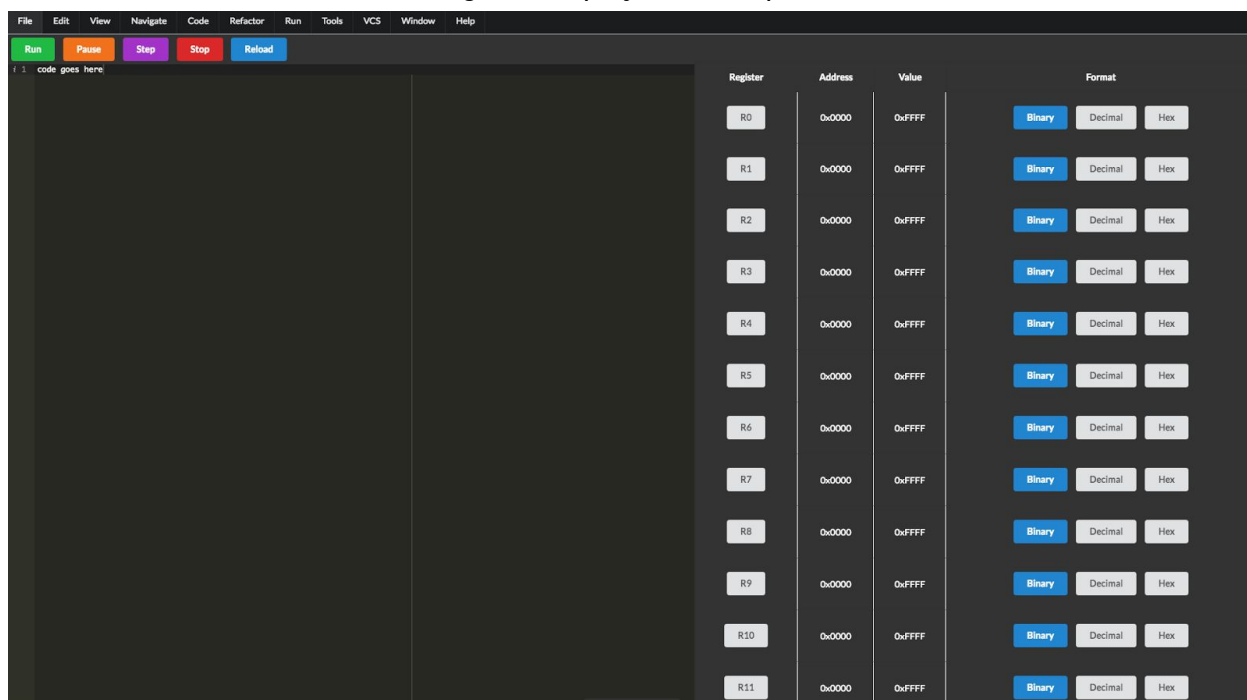 File Edit View Navigate Code Refactor Run Tools VCS Window Help
Run Pause Step Stop Reload
i 1 code goes here
Register Address Value Format
R0 0x0000 0xFFFF Binary Decimal Hex
R1 0x0000 0xFFFF Binary Decimal Hex
R2 0x0000 0xFFFF Binary Decimal Hex
R3 0x0000 0xFFFF Binary Decimal Hex
R4 0x0000 0xFFFF Binary Decimal Hex
R5 0x0000 0xFFFF Binary Decimal Hex
R6 0x0000 0xFFFF Binary Decimal Hex
R7 0x0000 0xFFFF Binary Decimal Hex
R8 0x0000 0xFFFF Binary Decimal Hex
R9 0x0000 0xFFFF Binary Decimal Hex
R10 0x0000 0xFFFF Binary Decimal Hex
R11 0x0000 0xFFFF Binary Decimal Hex